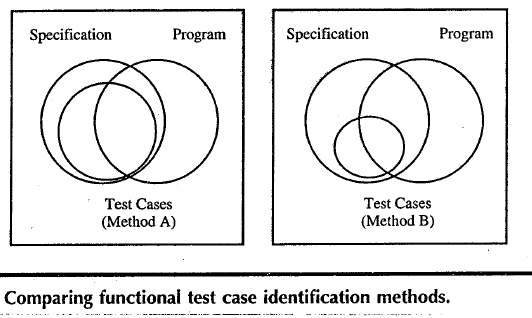 Specification Program
Test Cases
(Method A)
Specification Program
Test Cases
(Method B)
Comparing functional test case identification methods.